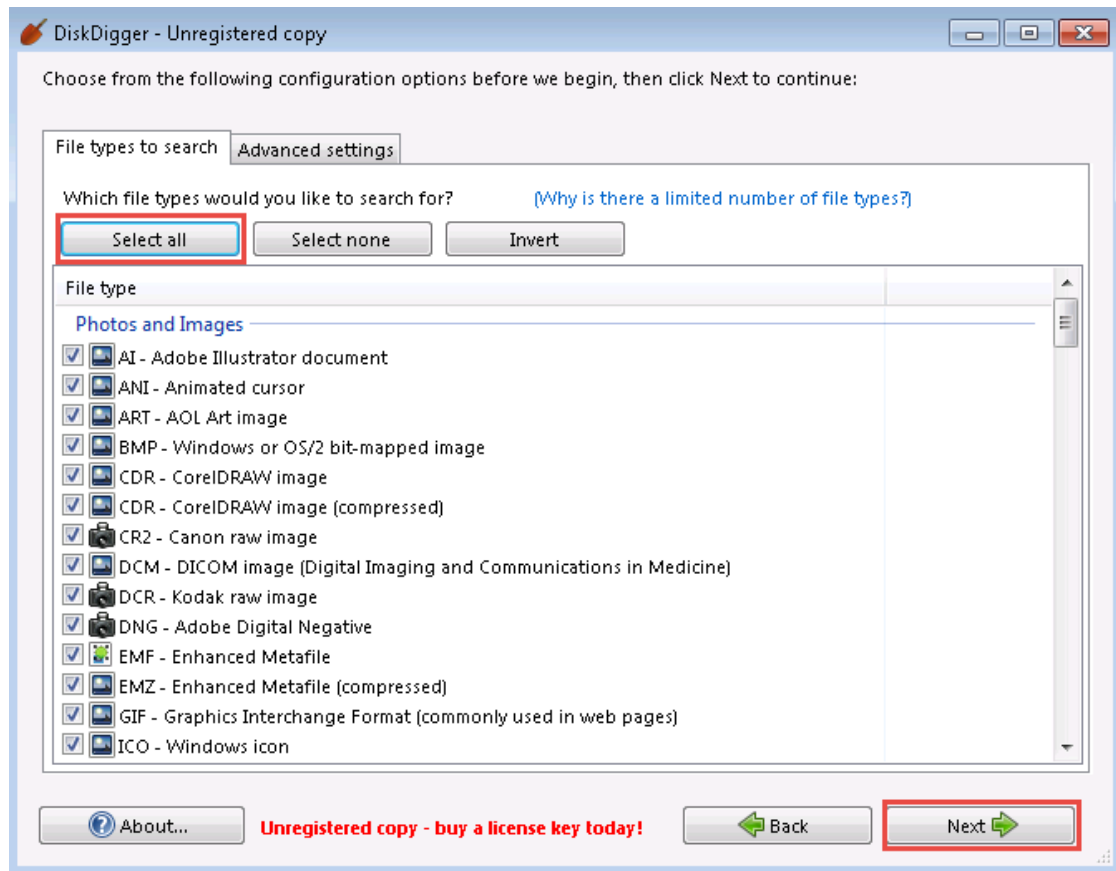 DiskDigger - Unregistered copy
Choose from the following configuration options before we begin, then click Next to continue:
File types to search Advanced settings
Which file types would you like to search for? (Why is there a limited number of file types?)
Select all Select none Invert
File type
Photos and Images
AI - Adobe Illustrator document
ANI - Animated cursor
ART - AOL Art image
BMP - Windows or OS/2 bit-mapped image
CDR - CorelDRAW image
CDR - CorelDRAW image (compressed)
CR2 - Canon raw image
DCM - DICOM image (Digital Imaging and Communications in Medicine)
DCR - Kodak raw image
DNG - Adobe Digital Negative
EMF - Enhanced Metafile
EMZ - Enhanced Metafile (compressed)
GIF - Graphics Interchange Format (commonly used in web pages)
ICO - Windows icon
About... Unregistered copy - buy a license key today! Back Next